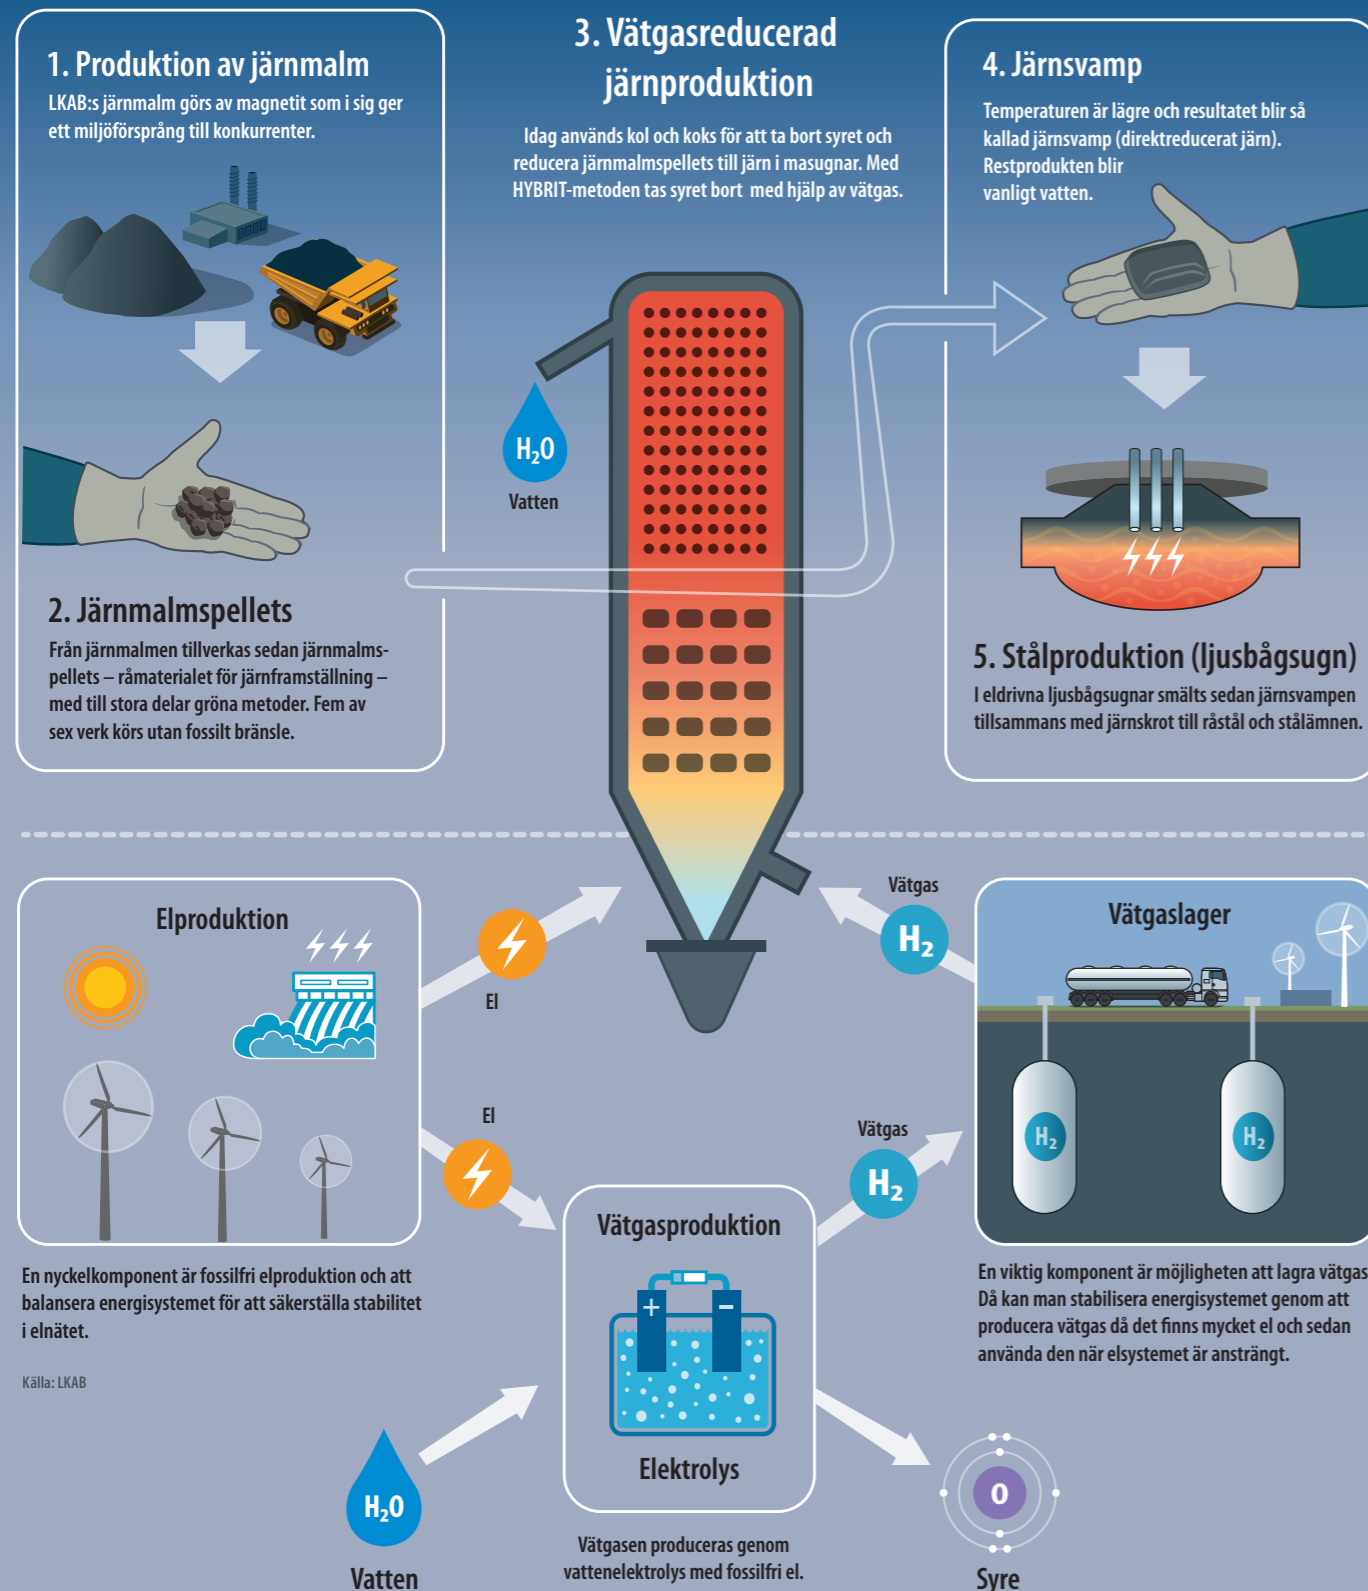 1. Produktion av järnmalm
LKAB:s järnmalm görs av magnetit som i sig ger
ett miljöförsprång till konkurrenter.
2. Järnmalmspellets
Från järnmalmen tillverkas sedan järnmalms-
pellets – råmaterialet för järnframställning –
med till stora delar gröna metoder. Fem av
sex verk körs utan fossilt bränsle.
3. Vätgasreducerad
järnproduktion
Idag används kol och koks för att ta bort syret och
reducera järnmalmspellets till järn i masugnar. Med
HYBRIT-metoden tas syret bort med hjälp av vätgas.
H₂O
Vatten
4. Järnsvamp
Temperaturen är lägre och resultatet blir så
kallad järnsvamp (direktreducerat järn).
Restprodukten blir
vanligt vatten.
5. Stålproduktion (ljusbågsugn)
I eldrivna ljusbågsugnar smälts sedan järnsvampen
tillsammans med järnskrot till råstål och stålämnen.
Elproduktion
El
El
En nyckelkomponent är fossilfri elproduktion och att
balansera energisystemet för att säkerställa stabilitet
i elnätet.
Källa: LKAB
Vätgas
H₂
Vätgas
H₂
Vätgaslager
H₂
H₂
En viktig komponent är möjligheten att lagra vätgas
Då kan man stabilisera energisystemet genom att
producera vätgas då det finns mycket el och sedan
använda den när elsystemet är ansträngt.
Vätgasproduktion
+
–
Elektrolys
Vätgasen produceras genom
vattenelektrolys med fossilfri el.
H₂O
Vatten
O
Syre